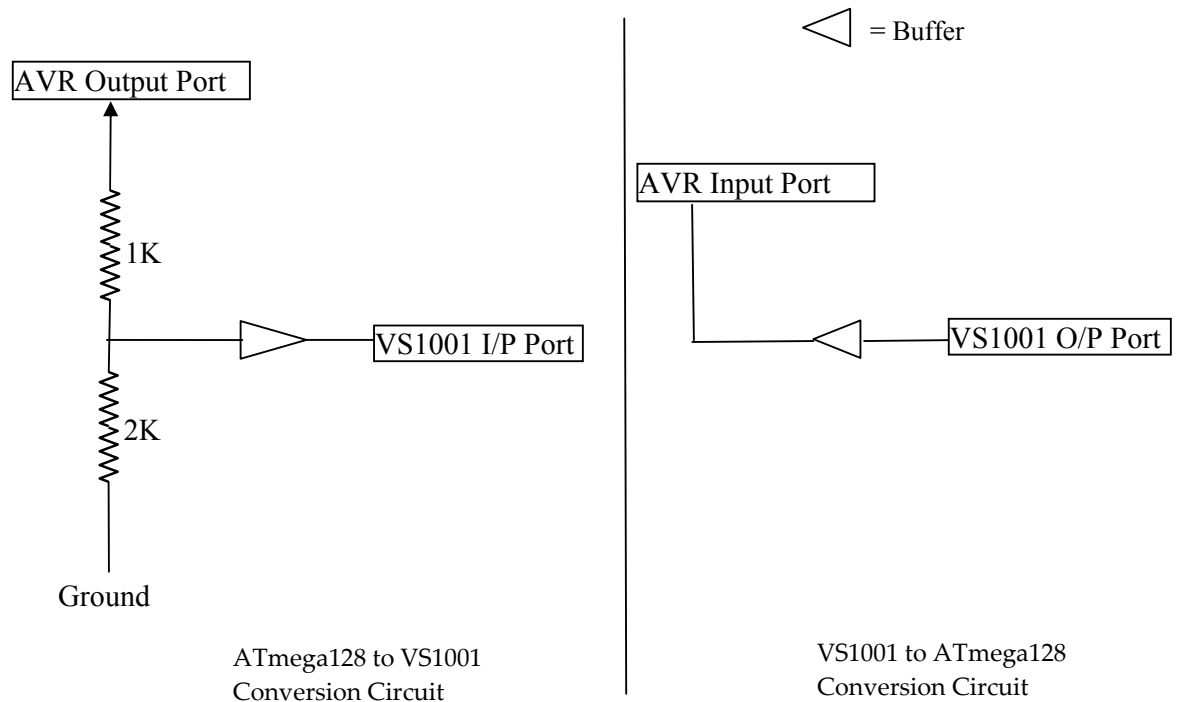 AVR Output Port
1K
VS1001 I/P Port
2K
Ground
ATmega128 to VS1001
Conversion Circuit
= Buffer
AVR Input Port
VS1001 O/P Port
VS1001 to ATmega128
Conversion Circuit